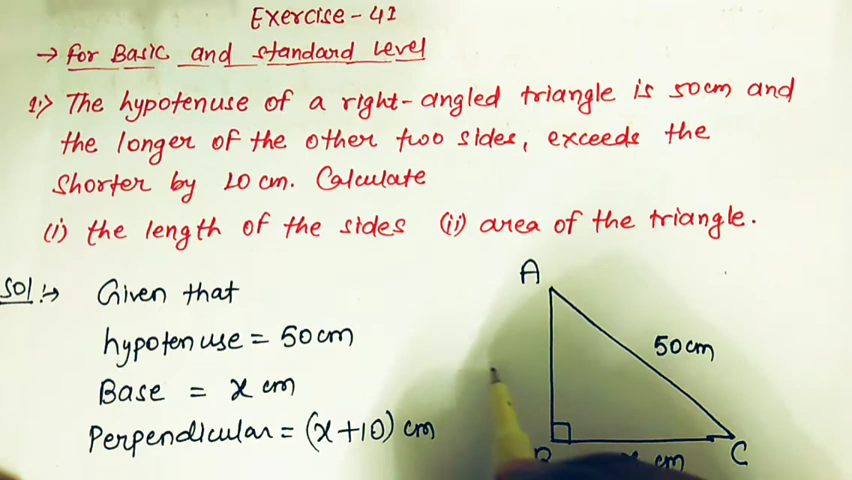 Exercise-41
→ For Basic and standard Level
1.⟩ The hypotenuse of a right-angled triangle is 50cm and
the longer of the other two sides, exceeds the
shorter by 10 cm. Calculate
(i) the length of the sides (ii) area of the triangle.
Sol:→ Given that
hypotenuse = 50cm
Base = x cm
Perpendicular = (x+10) cm
A
50cm
B x cm C